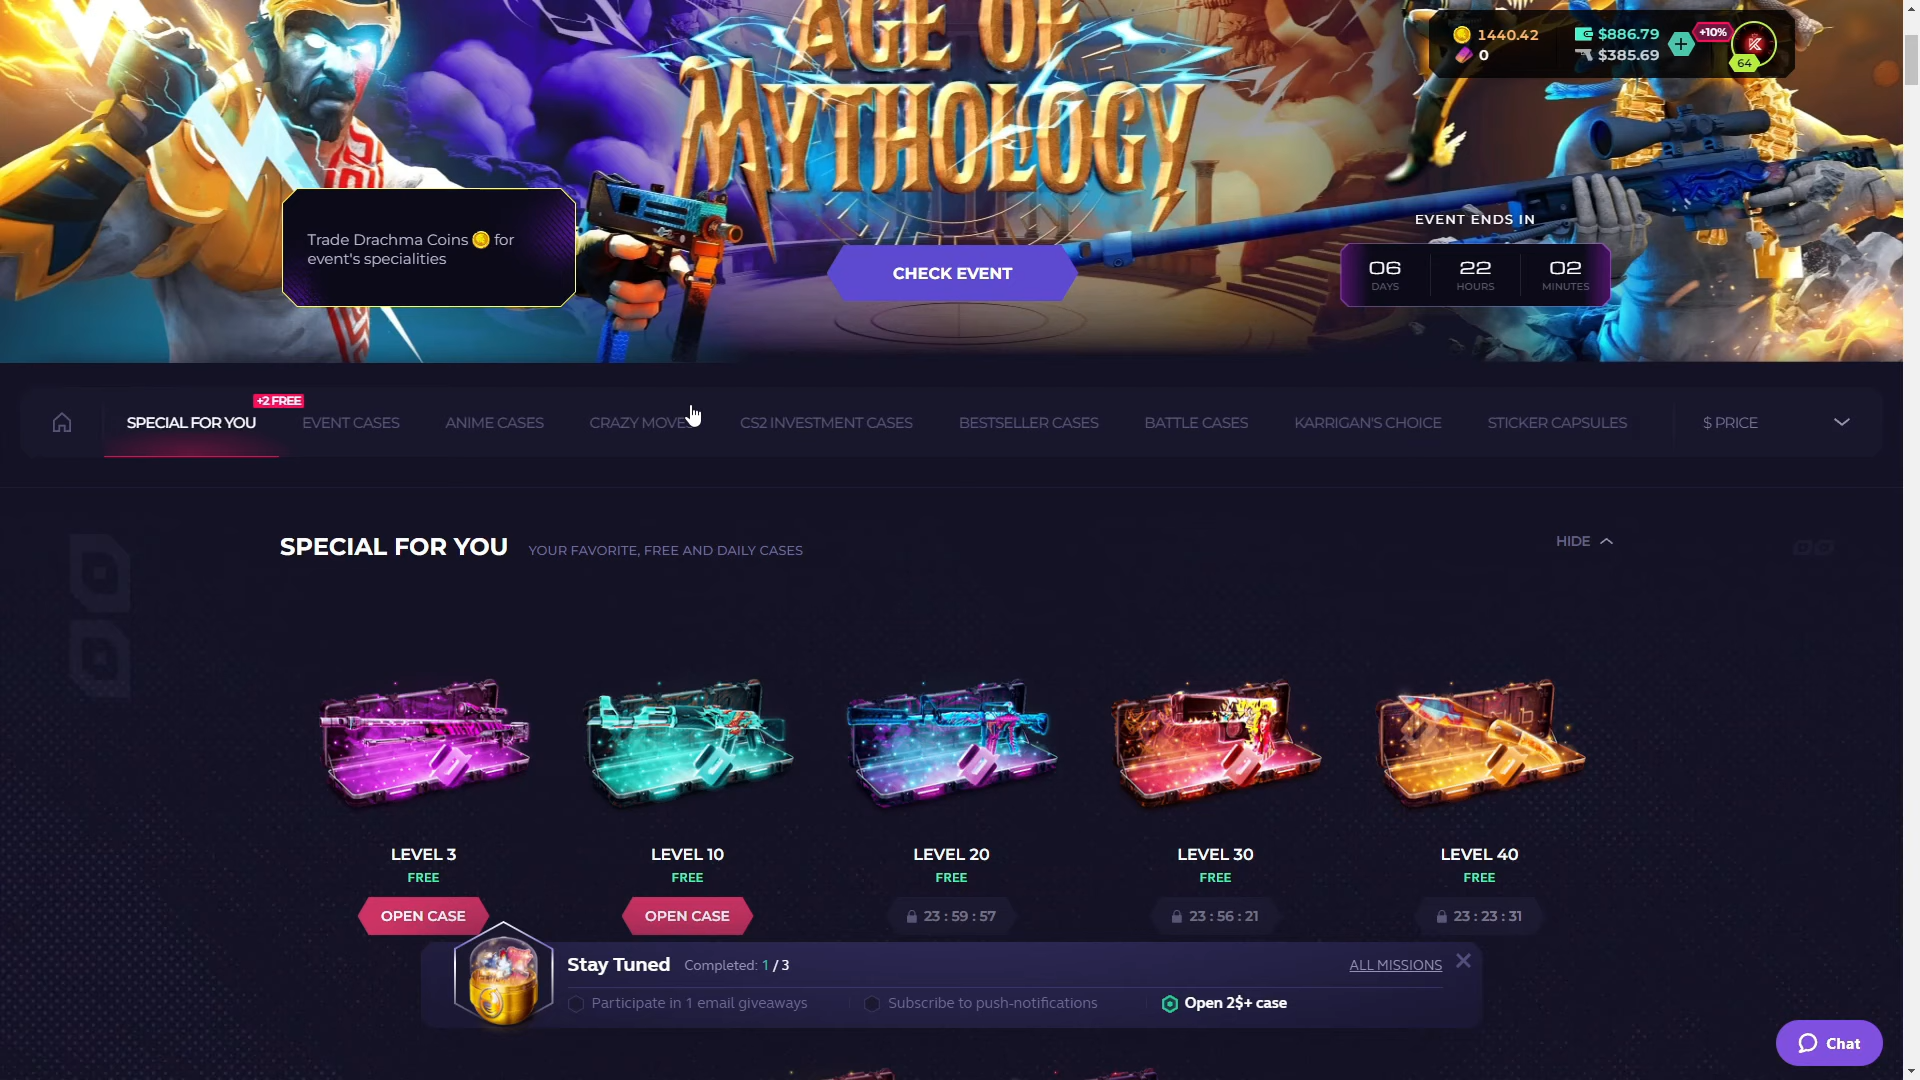 AGE OF
MYTHOLOGY
1440.42
0
$886.79
$385.69
+10%
64
Trade Drachma Coins for
event's specialities
CHECK EVENT
EVENT ENDS IN
06 22 02
DAYS HOURS MINUTES
+2 FREE
SPECIAL FOR YOU EVENT CASES ANIME CASES CRAZY MOVES CS2 INVESTMENT CASES BESTSELLER CASES BATTLE CASES KARRIGAN'S CHOICE STICKER CAPSULES $ PRICE
SPECIAL FOR YOU YOUR FAVORITE, FREE AND DAILY CASES HIDE
LEVEL 3 LEVEL 10 LEVEL 20 LEVEL 30 LEVEL 40
FREE FREE FREE FREE FREE
OPEN CASE OPEN CASE 23 : 59 : 57 23 : 56 : 21 23 : 23 : 31
Stay Tuned Completed: 1 / 3 ALL MISSIONS
Participate in 1 email giveaways Subscribe to push-notifications Open 2$+ case
Chat